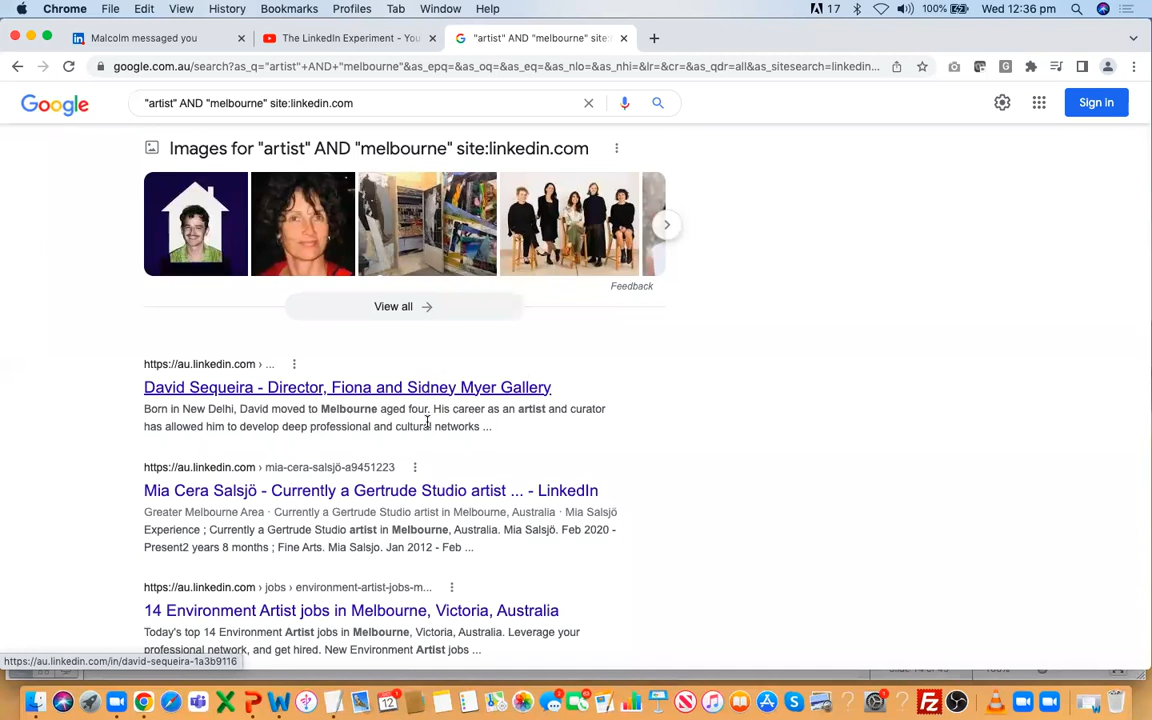 Chrome File Edit View History Bookmarks Profiles Tab Window Help 17 100% Wed 12:36 pm
Malcolm messaged you
The LinkedIn Experiment - You
"artist" AND "melbourne" site:
google.com.au/search?as_q="artist"+AND+"melbourne"&as_epq=&as_oq=&as_eq=&as_nlo=&as_nhi=&lr=&cr=&as_qdr=all&as_sitesearch=linkedin...
Google
"artist" AND "melbourne" site:linkedin.com
Sign in
Images for "artist" AND "melbourne" site:linkedin.com
Feedback
View all
https://au.linkedin.com › ...
David Sequeira - Director, Fiona and Sidney Myer Gallery
Born in New Delhi, David moved to Melbourne aged four. His career as an artist and curator
has allowed him to develop deep professional and cultural networks ...
https://au.linkedin.com › mia-cera-salsjö-a9451223
Mia Cera Salsjö - Currently a Gertrude Studio artist ... - LinkedIn
Greater Melbourne Area · Currently a Gertrude Studio artist in Melbourne, Australia · Mia Salsjö
Experience ; Currently a Gertrude Studio artist in Melbourne, Australia. Mia Salsjö. Feb 2020 -
Present2 years 8 months ; Fine Arts. Mia Salsjo. Jan 2012 - Feb ...
https://au.linkedin.com › jobs › environment-artist-jobs-m...
14 Environment Artist jobs in Melbourne, Victoria, Australia
Today's top 14 Environment Artist jobs in Melbourne, Victoria, Australia. Leverage your
professional network, and get hired. New Environment Artist jobs ...
https://au.linkedin.com/in/david-sequeira-1a3b9116